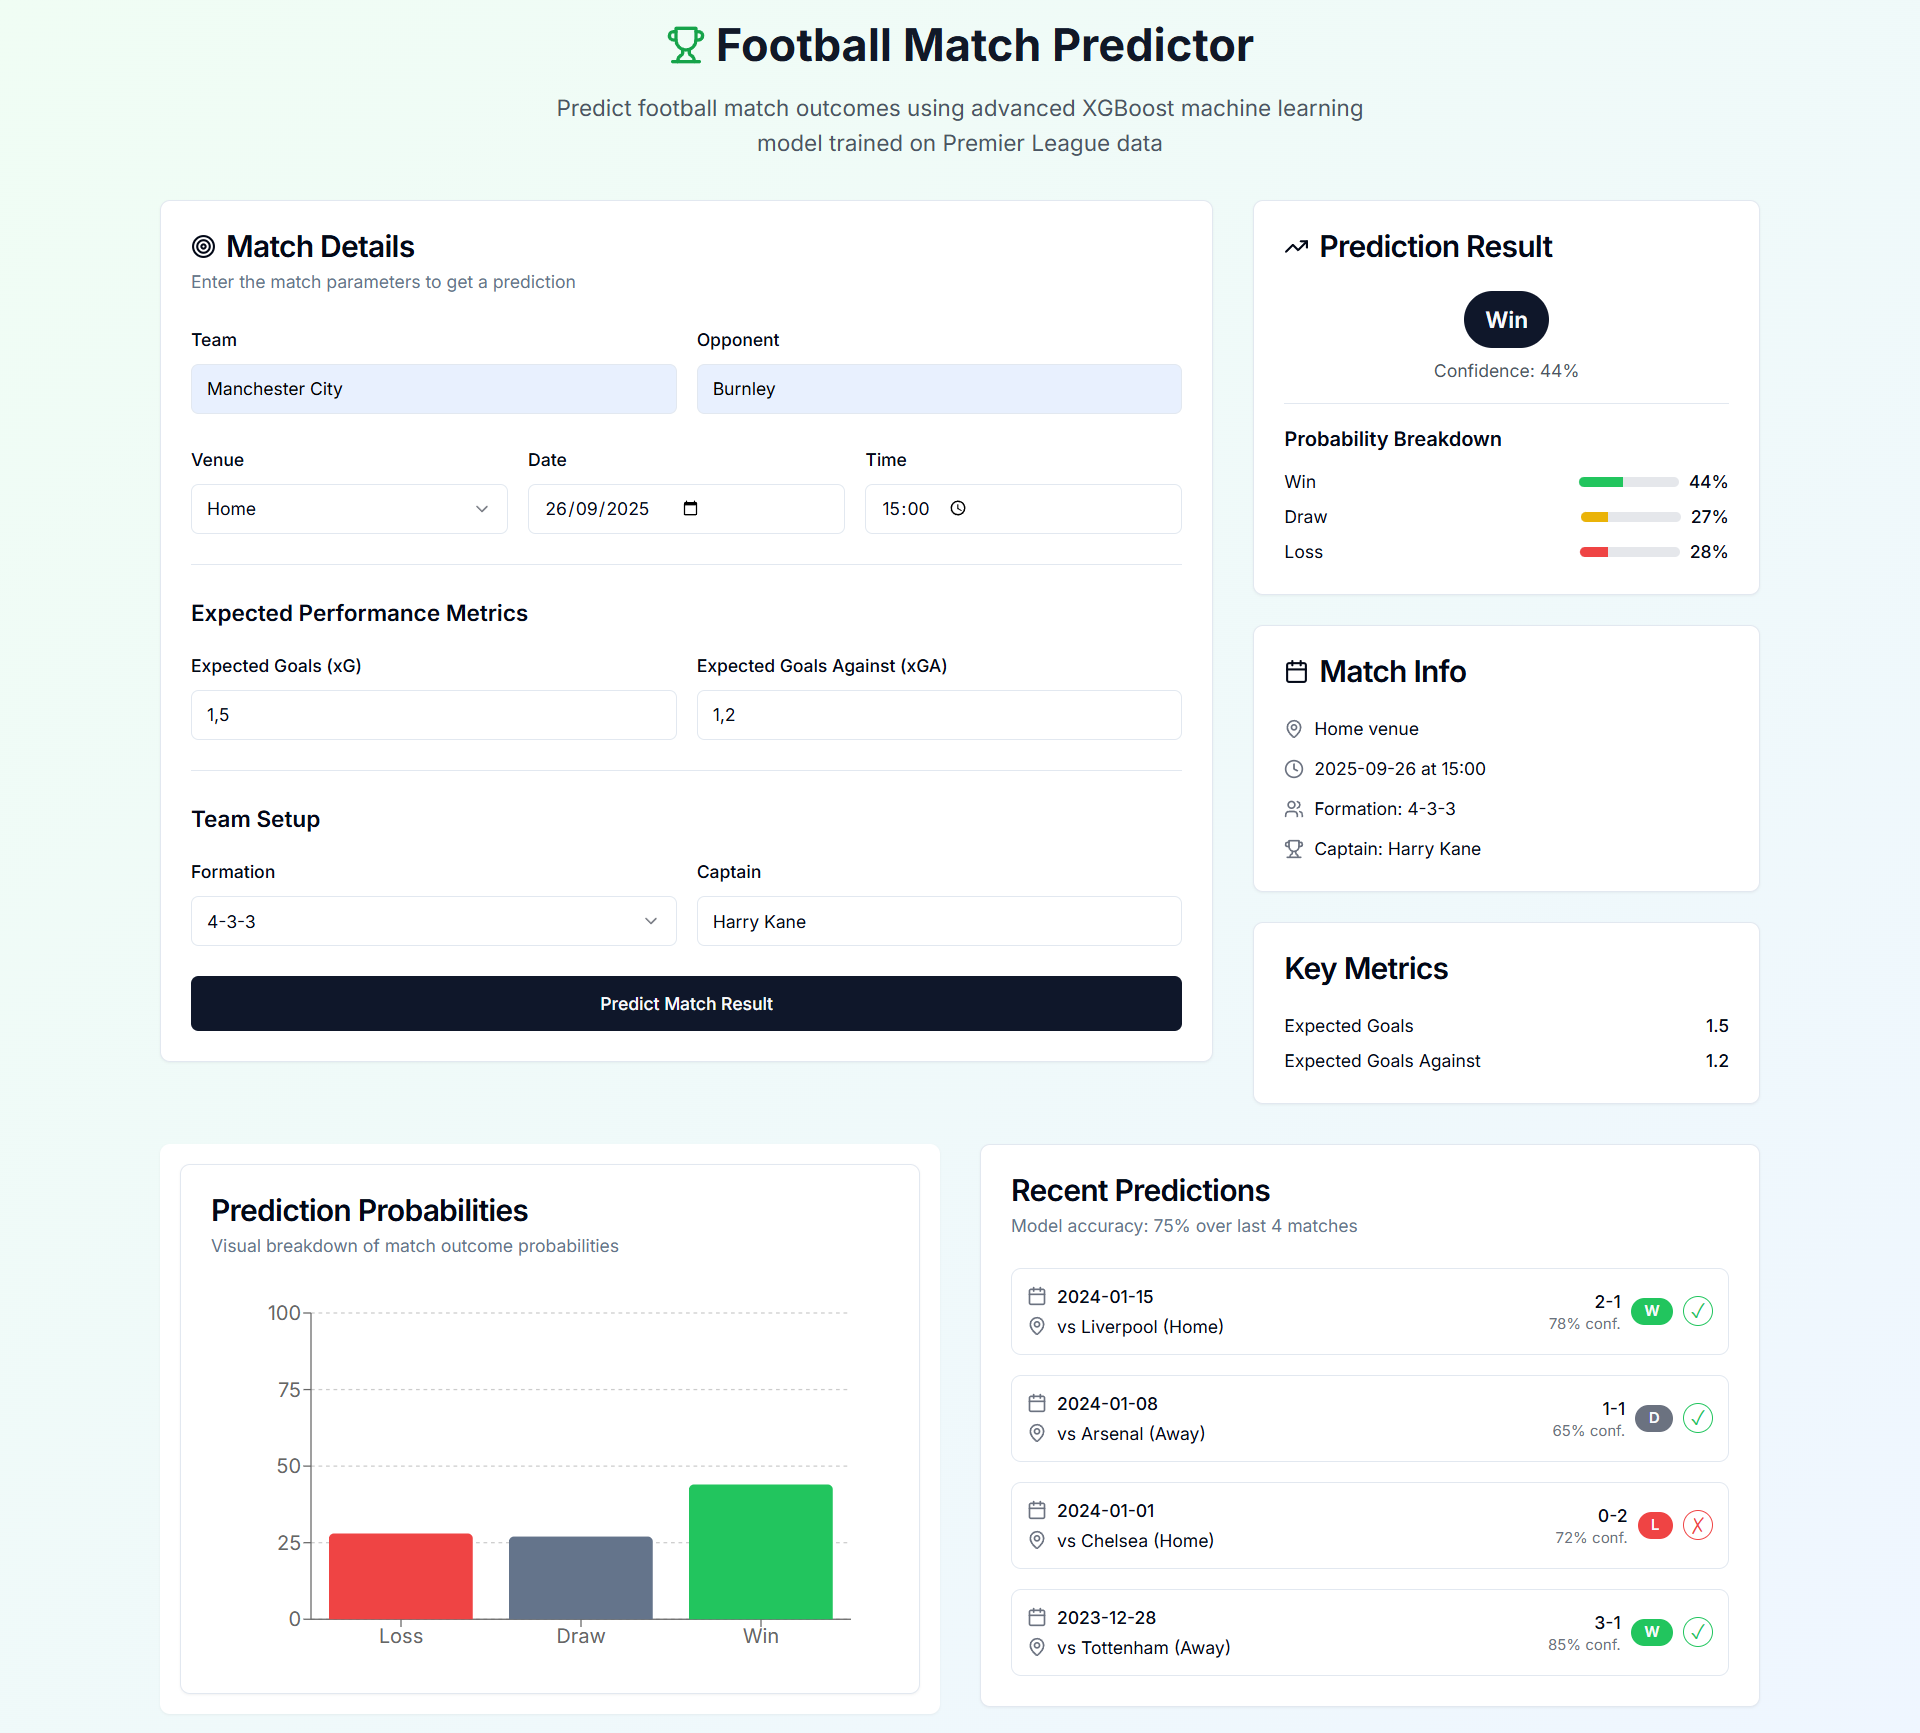 Football Match Predictor
Predict football match outcomes using advanced XGBoost machine learning
model trained on Premier League data
Match Details
Enter the match parameters to get a prediction
Team
Opponent
Manchester City
Burnley
Venue
Date
Time
Home
26/09/2025
15:00
Expected Performance Metrics
Expected Goals (xG)
Expected Goals Against (xGA)
1,5
1,2
Team Setup
Formation
Captain
4-3-3
Harry Kane
Predict Match Result
Prediction Result
Win
Confidence: 44%
Probability Breakdown
Win 44%
Draw 27%
Loss 28%
Match Info
Home venue
2025-09-26 at 15:00
Formation: 4-3-3
Captain: Harry Kane
Key Metrics
Expected Goals 1.5
Expected Goals Against 1.2
Prediction Probabilities
Visual breakdown of match outcome probabilities
100
75
50
25
0
Loss Draw Win
Recent Predictions
Model accuracy: 75% over last 4 matches
2024-01-15
vs Liverpool (Home)
2-1
78% conf.
W
✓
2024-01-08
vs Arsenal (Away)
1-1
65% conf.
D
✓
2024-01-01
vs Chelsea (Home)
0-2
72% conf.
L
✗
2023-12-28
vs Tottenham (Away)
3-1
85% conf.
W
✓